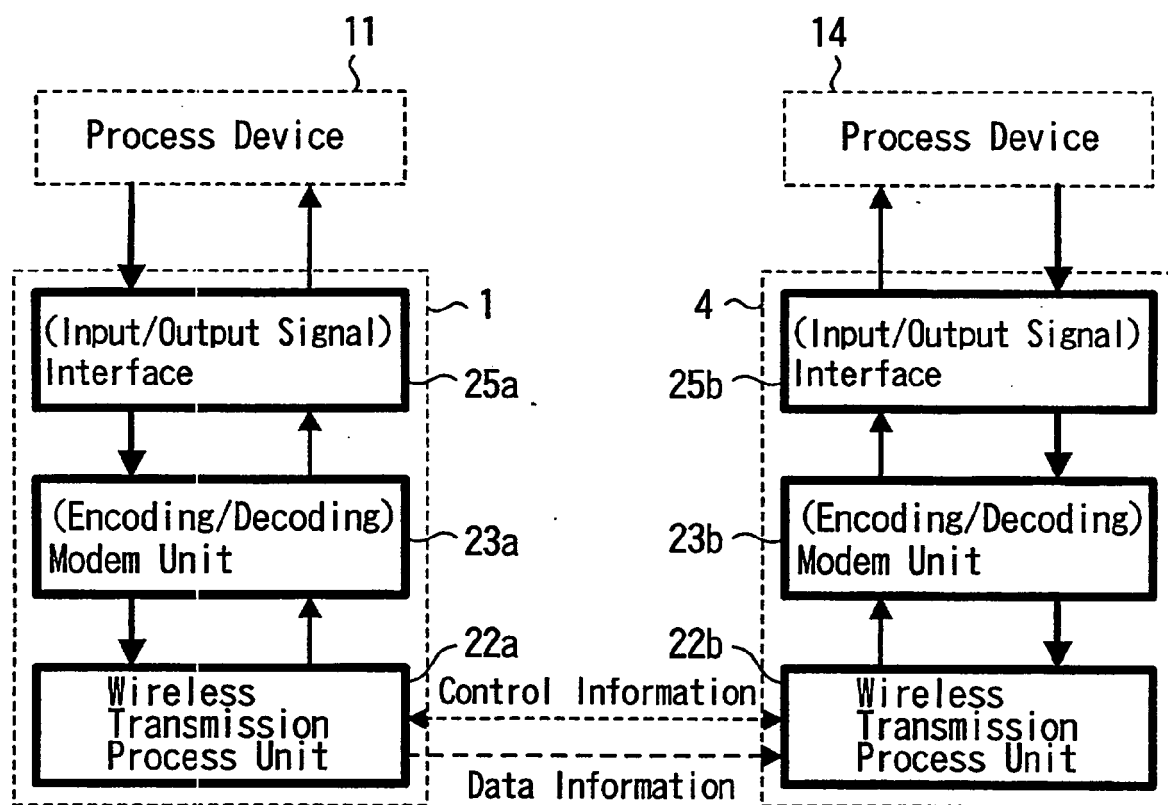 11
14
Process Device
Process Device
1
4
(Input/Output Signal)
Interface
25a
25b
(Input/Output Signal)
Interface
(Encoding/Decoding)
Modem Unit
23a
23b
(Encoding/Decoding)
Modem Unit
22a
22b
Wireless
Transmission
Process Unit
Control Information
Data Information
Wireless
Transmission
Process Unit